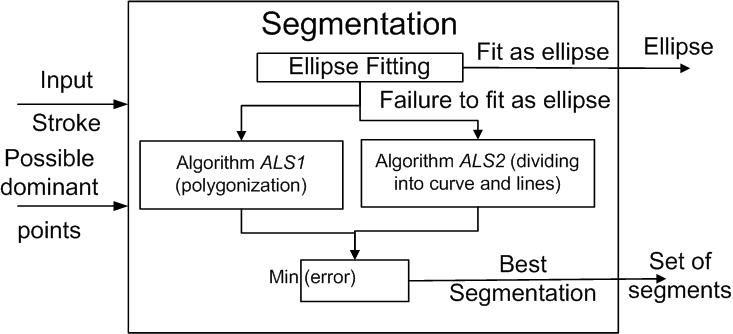 Segmentation
Ellipse Fitting
Fit as ellipse
Ellipse
Failure to fit as ellipse
Input
Stroke
Possible
dominant
points
Algorithm ALS1
(polygonization)
Algorithm ALS2 (dividing
into curve and lines)
Min (error)
Best
Segmentation
Set of
segments